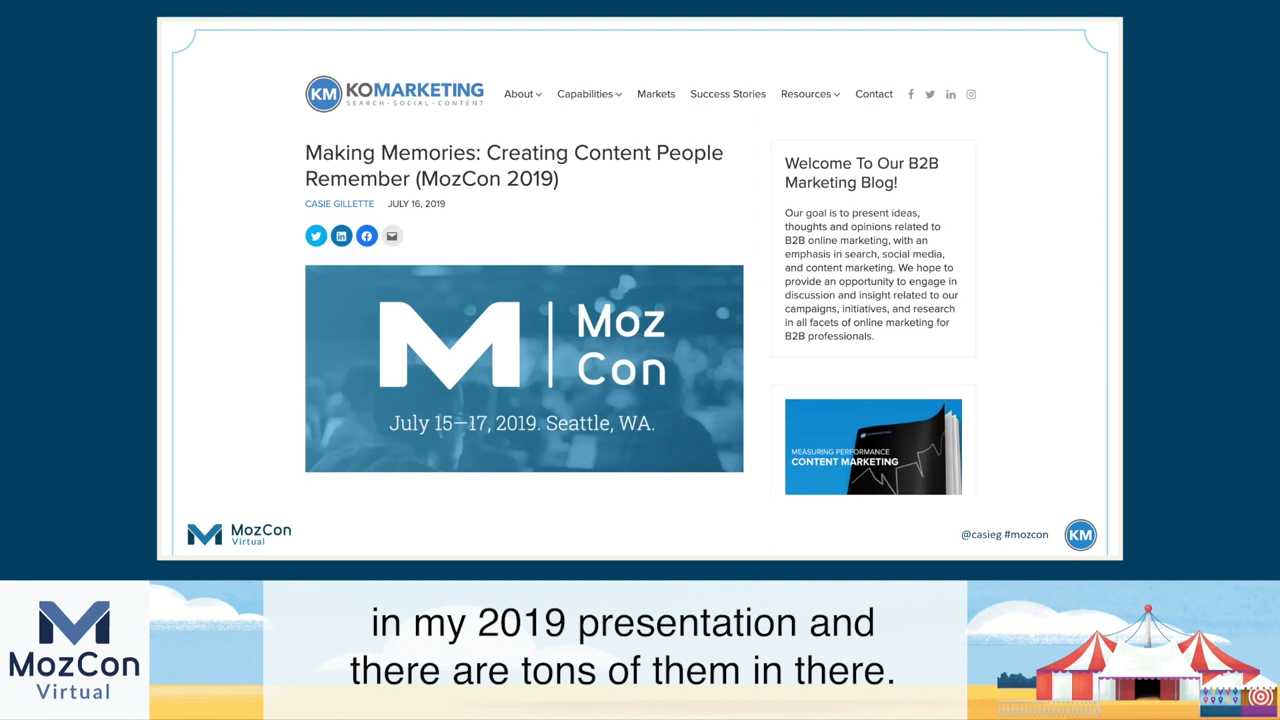 KM KOMARKETING
SEARCH • SOCIAL • CONTENT
About Capabilities Markets Success Stories Resources Contact
Making Memories: Creating Content People
Remember (MozCon 2019)
CASIE GILLETTE JULY 16, 2019
Moz
Con
July 15—17, 2019. Seattle, WA.
Welcome To Our B2B
Marketing Blog!
Our goal is to present ideas,
thoughts and opinions related to
B2B online marketing, with an
emphasis in search, social media,
and content marketing. We hope to
provide an opportunity to engage in
discussion and insight related to our
campaigns, initiatives, and research
in all facets of online marketing for
B2B professionals.
MEASURING PERFORMANCE
CONTENT MARKETING
MozCon
Virtual
@casieg #mozcon
KM
in my 2019 presentation and
there are tons of them in there.
MozCon
Virtual